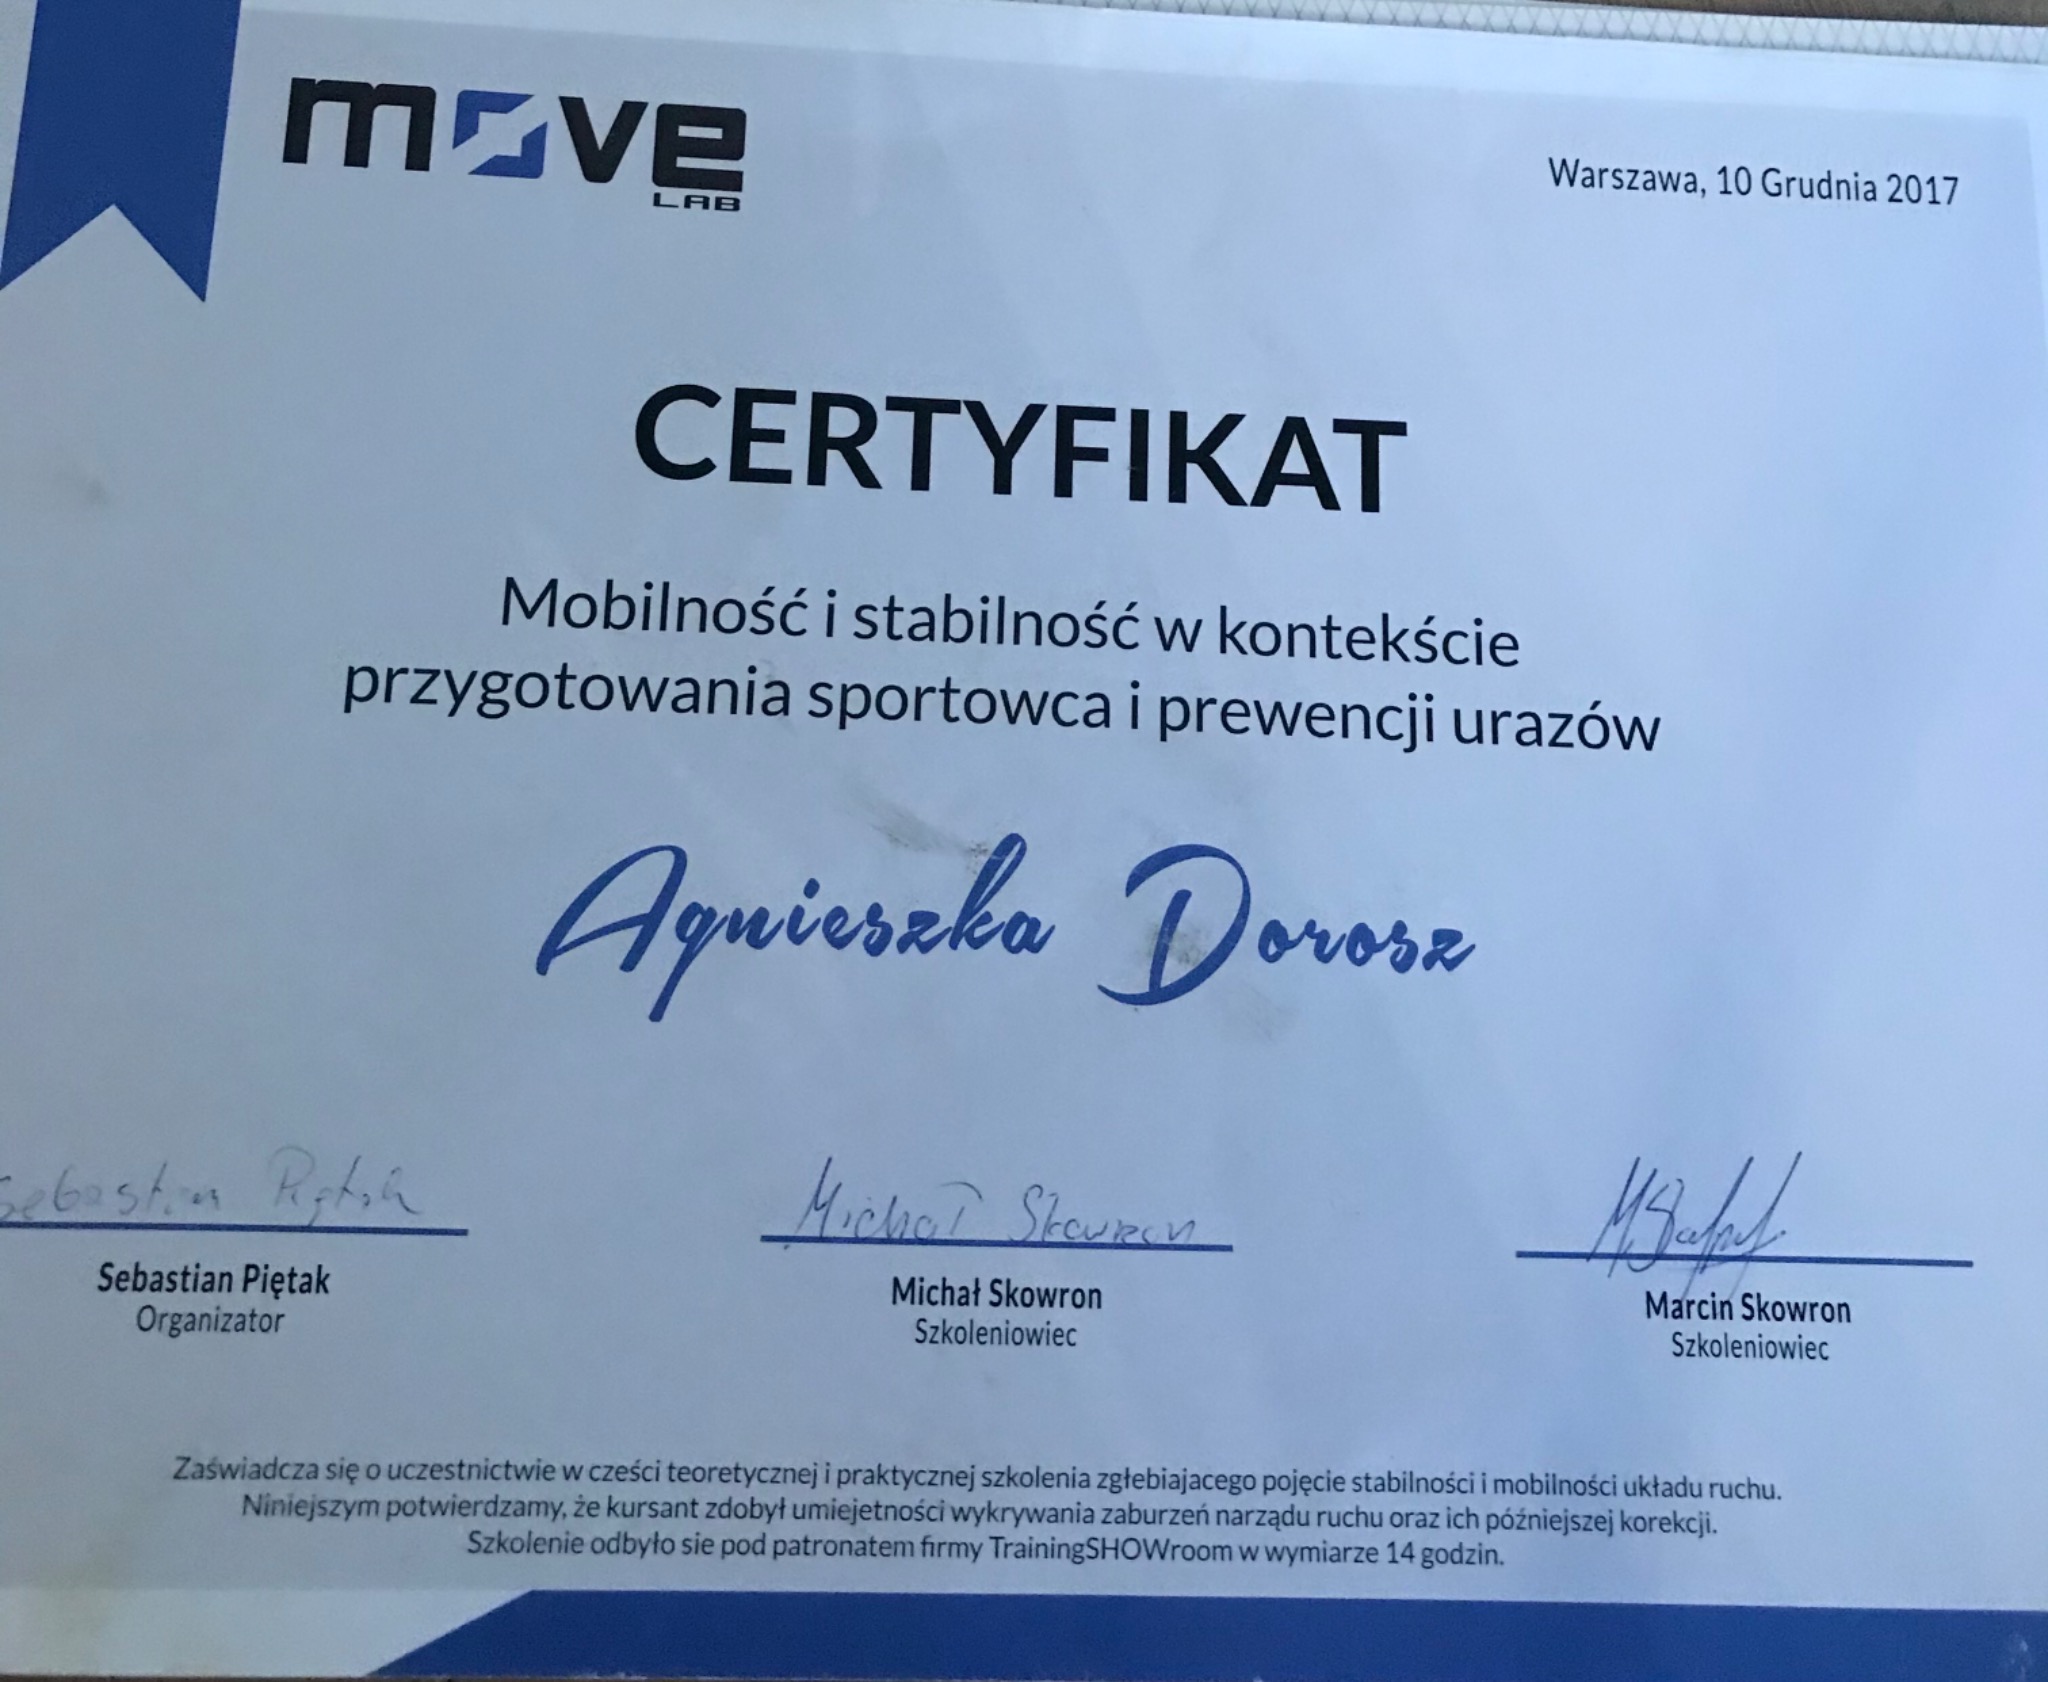 move
LAB
Warszawa, 10 Grudnia 2017
CERTYFIKAT
Mobilność i stabilność w kontekście
przygotowania sportowca i prewencji urazów
Agnieszka Dorosz
Sebastian Piętak
Michał Skowron
Sebastian Piętak
Organizator
Michał Skowron
Szkoleniowiec
Marcin Skowron
Szkoleniowiec
Zaświadcza się o uczestnictwie w cześci teoretycznej i praktycznej szkolenia zgłebiajacego pojęcie stabilności i mobilności układu ruchu.
Niniejszym potwierdzamy, że kursant zdobył umiejetności wykrywania zaburzeń narządu ruchu oraz ich późniejszej korekcji.
Szkolenie odbyło sie pod patronatem firmy TrainingSHOWroom w wymiarze 14 godzin.